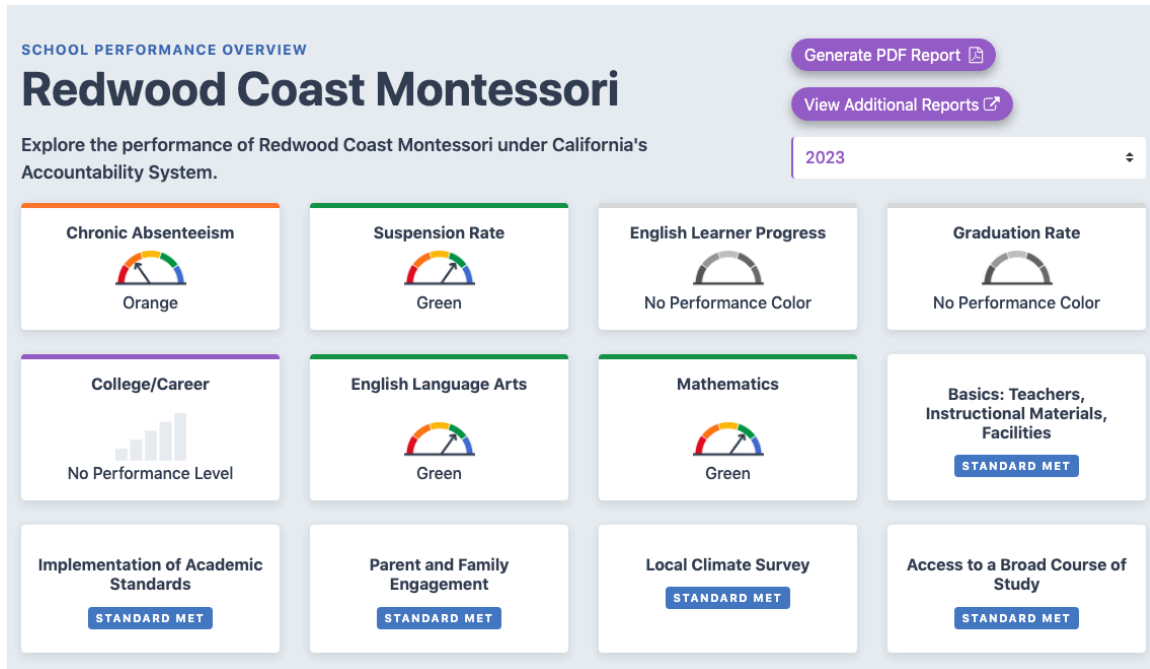 SCHOOL PERFORMANCE OVERVIEW
Redwood Coast Montessori
Explore the performance of Redwood Coast Montessori under California's
Accountability System.
Generate PDF Report
View Additional Reports
2023
Chronic Absenteeism
Orange
Suspension Rate
Green
English Learner Progress
No Performance Color
Graduation Rate
No Performance Color
College/Career
No Performance Level
English Language Arts
Green
Mathematics
Green
Basics: Teachers,
Instructional Materials,
Facilities
STANDARD MET
Implementation of Academic
Standards
STANDARD MET
Parent and Family
Engagement
STANDARD MET
Local Climate Survey
STANDARD MET
Access to a Broad Course of
Study
STANDARD MET